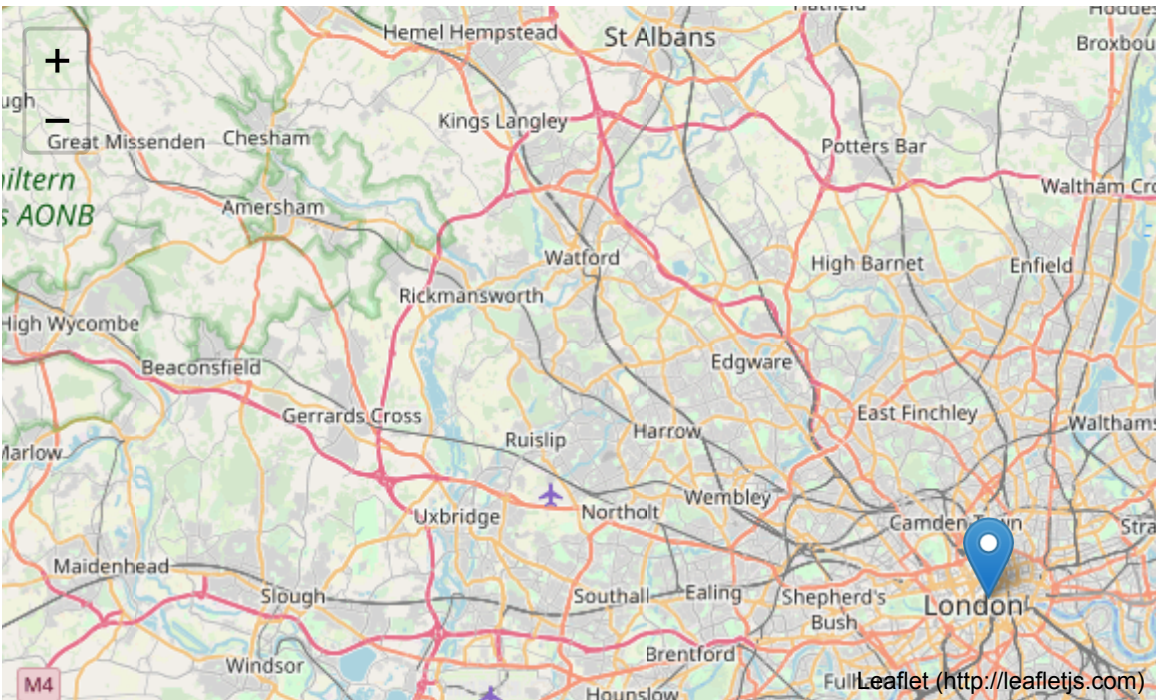 Hatfield
Hoddes
Hemel Hempstead
St Albans
Broxbou
+
ugh
−
Kings Langley
Great Missenden
Chesham
Potters Bar
iltern
s AONB
Waltham Cro
Amersham
Watford
High Barnet
Enfield
Rickmansworth
High Wycombe
Beaconsfield
Edgware
Gerrards Cross
East Finchley
Walthams
Marlow
Ruislip
Harrow
Wembley
Uxbridge
Northolt
Camden Town
Stra
Maidenhead
Slough
Southall
Ealing
Shepherd's
Bush
London
Windsor
Brentford
M4
Fulh
Leaflet (http://leafletjs.com)
Hounslow